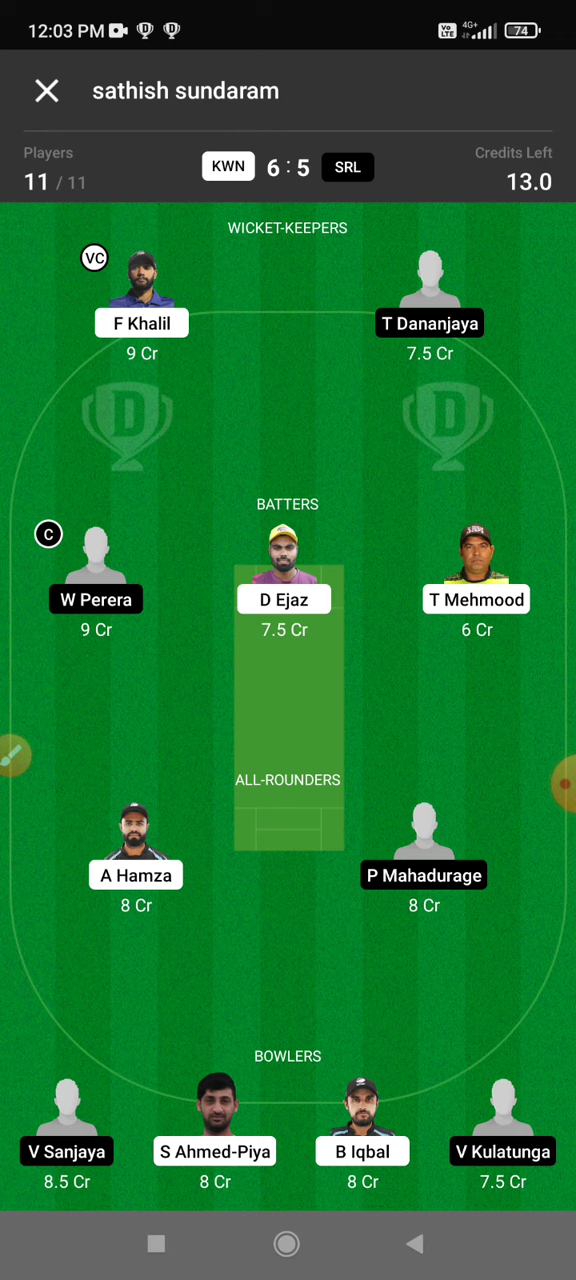 12:03 PM
Vo LTE 4G+ 74
sathish sundaram
Players
11 / 11
KWN 6 : 5 SRL
Credits Left
13.0
WICKET-KEEPERS
VC
F Khalil
9 Cr
T Dananjaya
7.5 Cr
D D
BATTERS
C
W Perera
9 Cr
D Ejaz
7.5 Cr
T Mehmood
6 Cr
ALL-ROUNDERS
A Hamza
8 Cr
P Mahadurage
8 Cr
BOWLERS
V Sanjaya
8.5 Cr
S Ahmed-Piya
8 Cr
B Iqbal
8 Cr
V Kulatunga
7.5 Cr